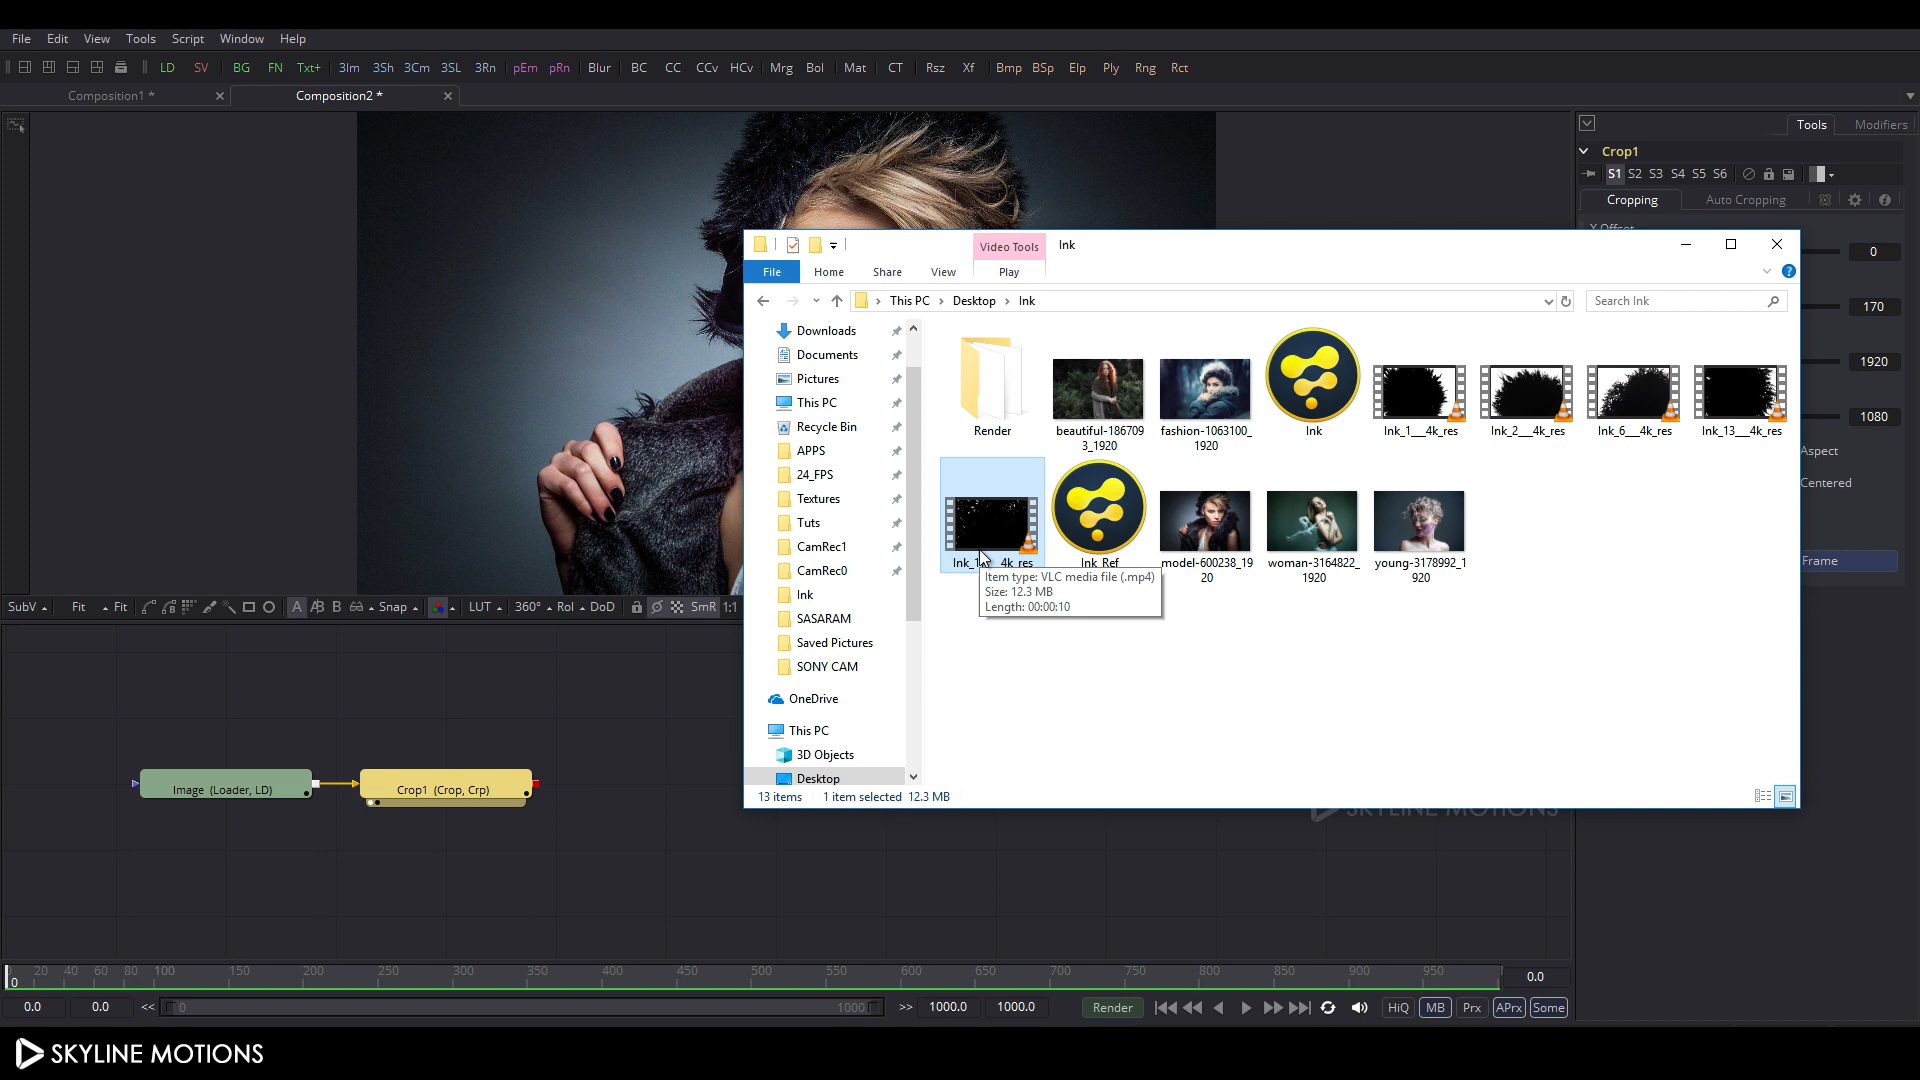 File Edit View Tools Script Window Help
LD SV BG FN Txt+ 3Im 3Sh 3Cm 3SL 3Rn pEm pRn Blur BC CC CCv HCv Mrg Bol Mat CT Rsz Xf Bmp BSp Elp Ply Rng Rct
Composition1 * Composition2 *
Tools Modifiers
Crop1
S1 S2 S3 S4 S5 S6
Cropping Auto Cropping
X Offset
0
170
1920
1080
Aspect
Centered
Frame
Video Tools Ink
File Home Share View Play
This PC Desktop Ink
Search Ink
Downloads
Documents
Pictures
This PC
Recycle Bin
APPS
24_FPS
Textures
Tuts
CamRec1
CamRec0
Ink
SASARAM
Saved Pictures
SONY CAM
OneDrive
This PC
3D Objects
Desktop
Render
beautiful-186709
3_1920
fashion-1063100_
1920
Ink
Ink_1__4k_res
Ink_2__4k_res
Ink_6__4k_res
Ink_13__4k_res
Ink_1 4k_res
Ink Ref
model-600238_19
20
woman-3164822_
1920
young-3178992_1
920
Item type: VLC media file (.mp4)
Size: 12.3 MB
Length: 00:00:10
13 items 1 item selected 12.3 MB
SubV Fit Fit A B Snap LUT 360° RoI DoD SmR 1:1
Image (Loader, LD)
Crop1 (Crop, Crp)
SKYLINE MOTIONS
0 20 40 60 80 100 150 200 250 300 350 400 450 500 550 600 650 700 750 800 850 900 950 0.0
0.0 0.0 << 0 1000 >> 1000.0 1000.0 Render HiQ MB Prx APrx Some
SKYLINE MOTIONS